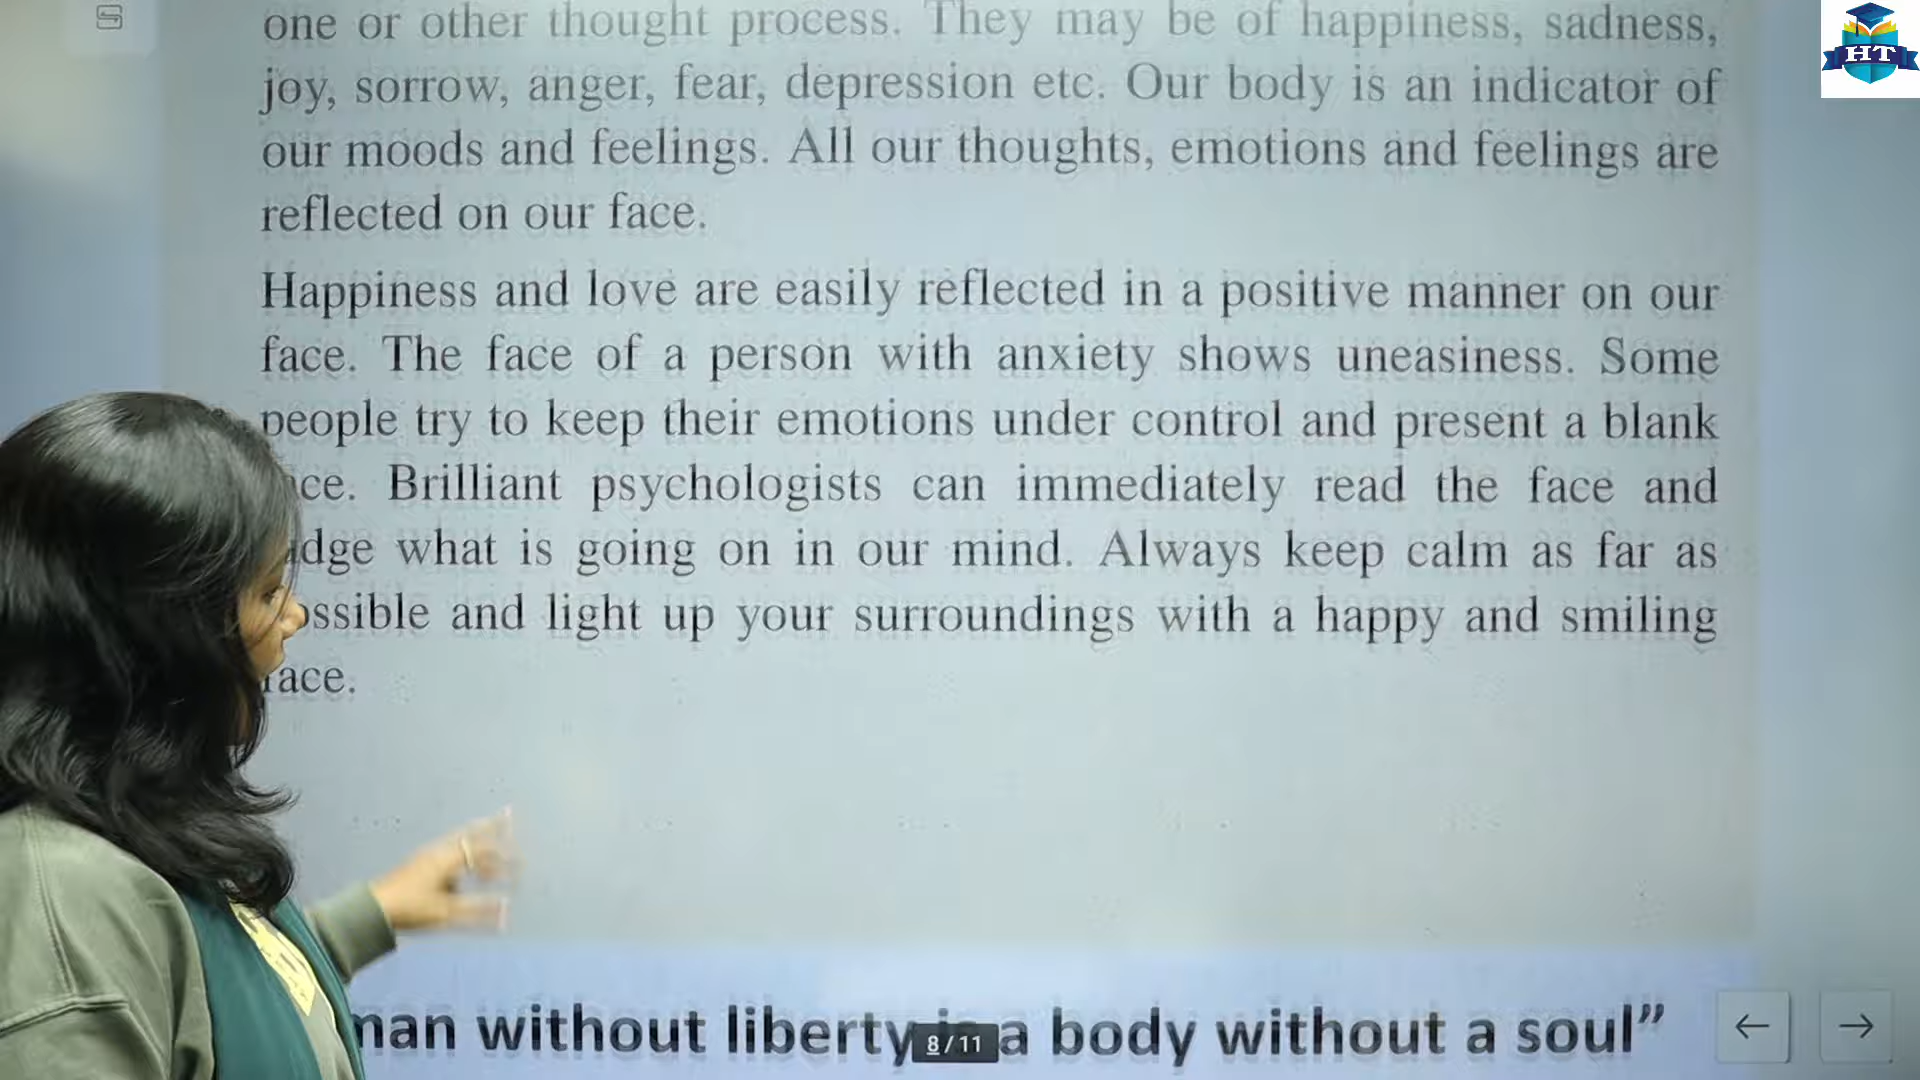 one or other thought process. They may be of happiness, sadness,
joy, sorrow, anger, fear, depression etc. Our body is an indicator of
our moods and feelings. All our thoughts, emotions and feelings are
reflected on our face.
Happiness and love are easily reflected in a positive manner on our
face. The face of a person with anxiety shows uneasiness. Some
people try to keep their emotions under control and present a blank
Brilliant psychologists can immediately read the face and
what is going on in our mind. Always keep calm as far as
and light up your surroundings with a happy and smiling
face.
man without liberty is a body without a soul”
8/11
HT